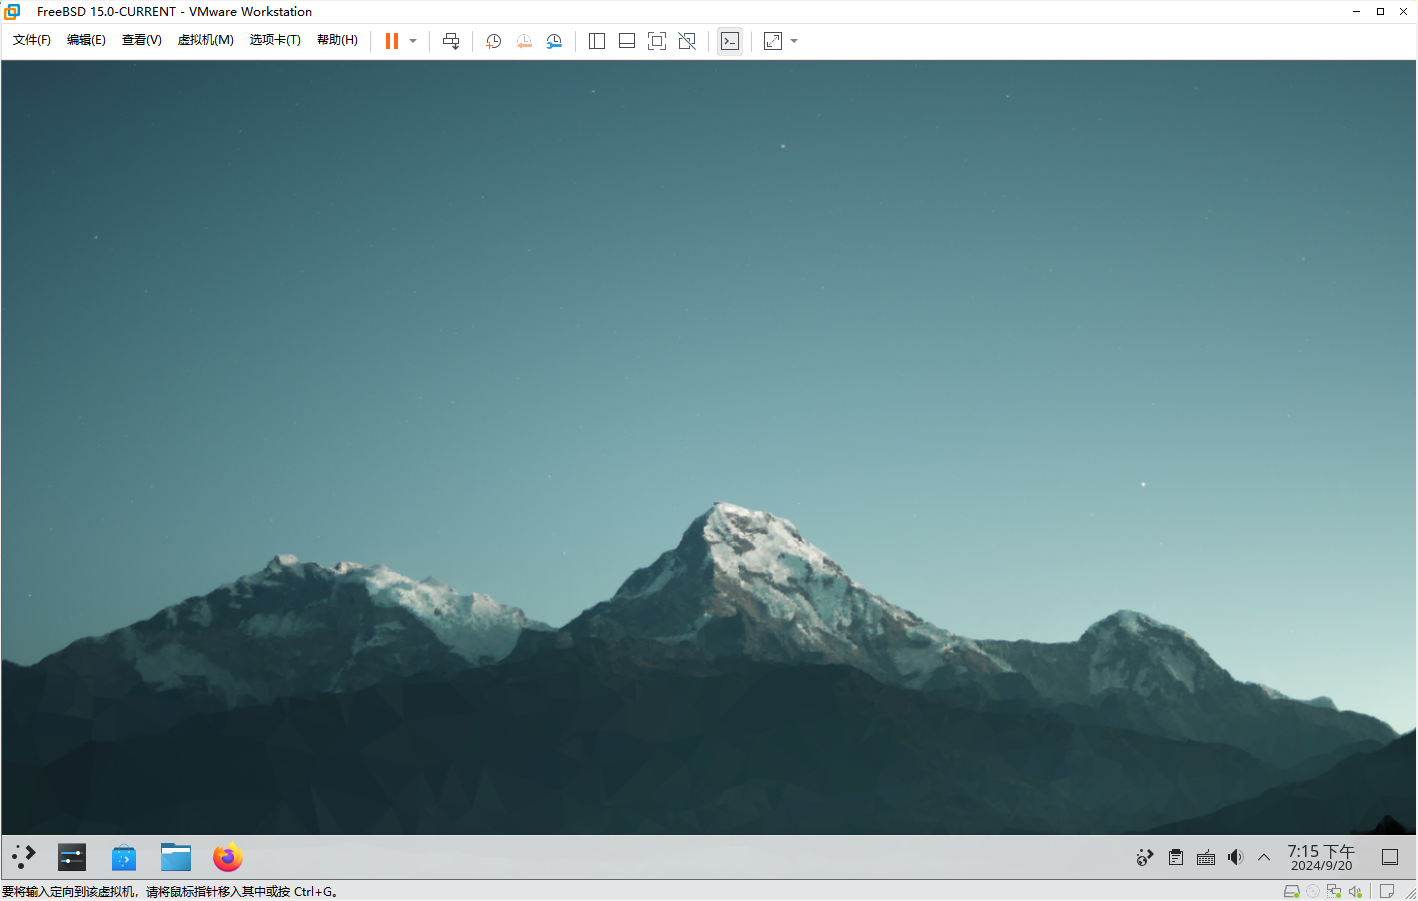 FreeBSD 15.0-CURRENT - VMware Workstation
文件(F) 编辑(E) 查看(V) 虚拟机(M) 选项卡(T) 帮助(H)
7:15 下午
2024/9/20
要将输入定向到该虚拟机，请将鼠标指针移入其中或按 Ctrl+G。